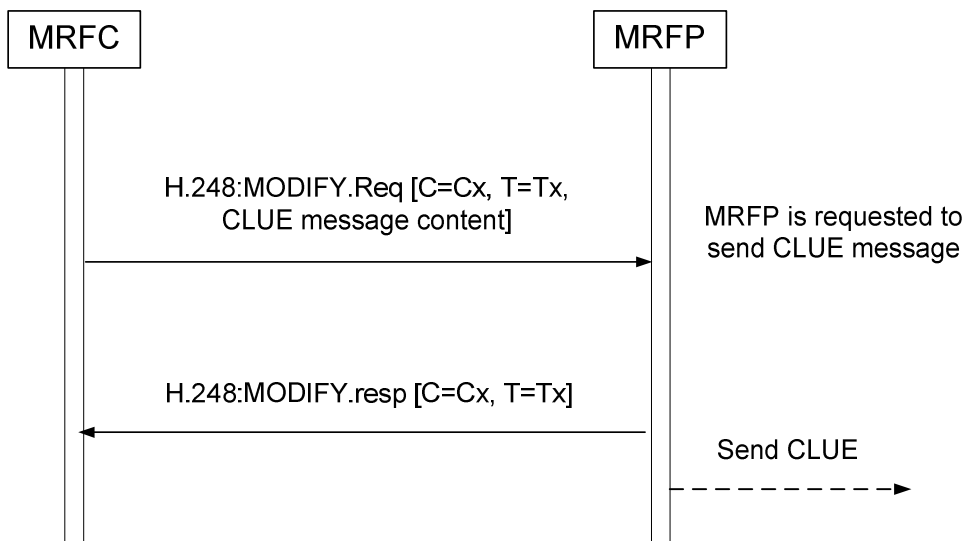 MRFC
MRFP
H.248:MODIFY.Req [C=Cx, T=Tx,
CLUE message content]
MRFP is requested to
send CLUE message
H.248:MODIFY.resp [C=Cx, T=Tx]
Send CLUE